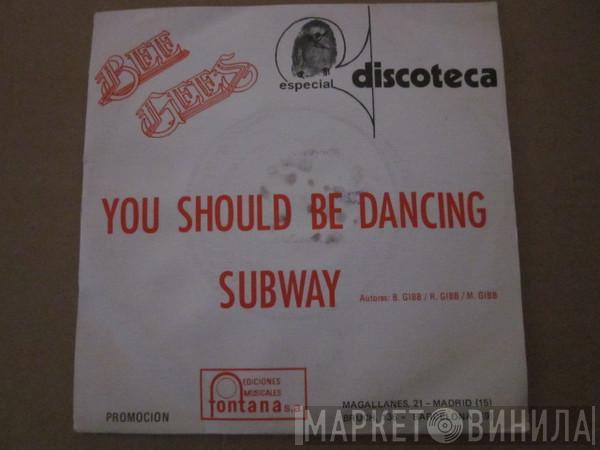 BEE
GEES
especial discoteca
YOU SHOULD BE DANCING
SUBWAY
Autores: B. GIBB / R. GIBB / M. GIBB
EDICIONES
MUSICALES
fontana s.a.
PROMOCION
MAGALLANES, 21 - MADRID (15)
BARCELONA
МАРКЕТ ВИНИЛА